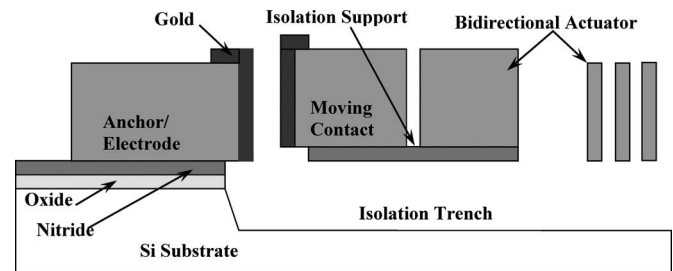 Gold
Isolation Support
Bidirectional Actuator
Anchor/
Electrode
Moving
Contact
Oxide
Nitride
Isolation Trench
Si Substrate